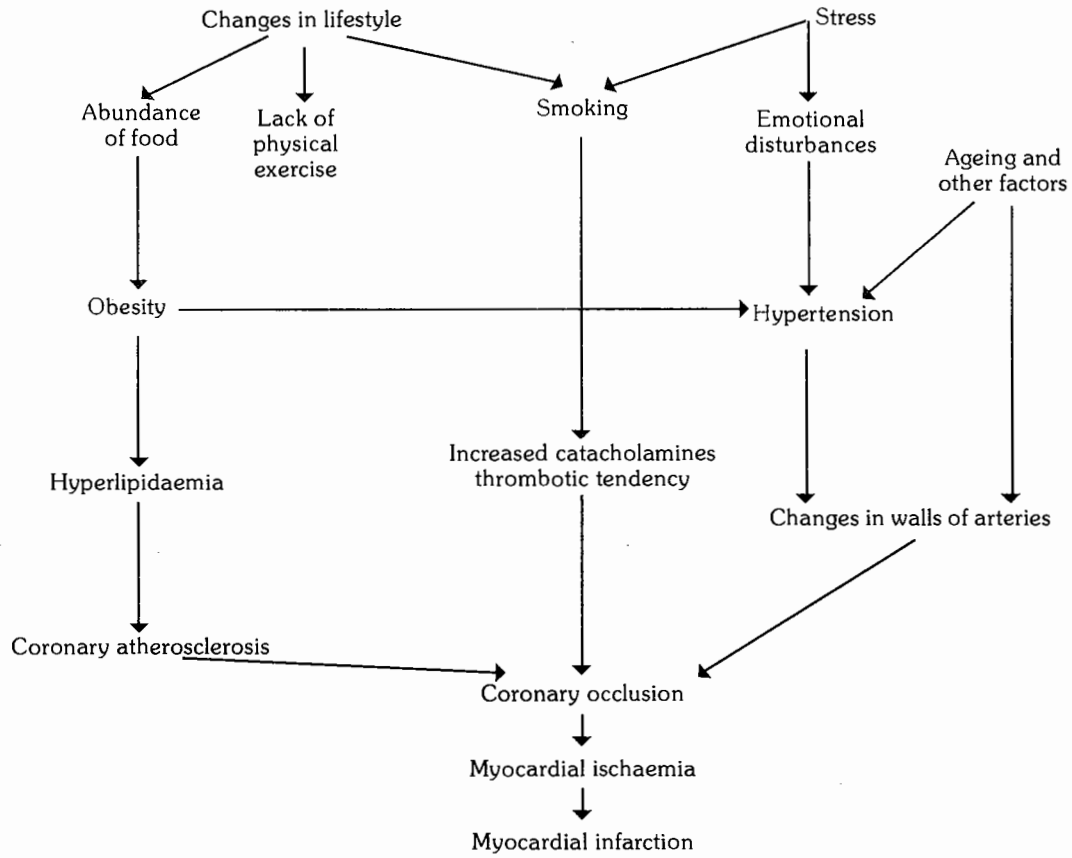 Changes in lifestyle
Stress
Abundance
of food
Lack of
physical
exercise
Smoking
Emotional
disturbances
Ageing and
other factors
Obesity
Hypertension
Hyperlipidaemia
Increased catacholamines
thrombotic tendency
Changes in walls of arteries
Coronary atherosclerosis
Coronary occlusion
Myocardial ischaemia
Myocardial infarction